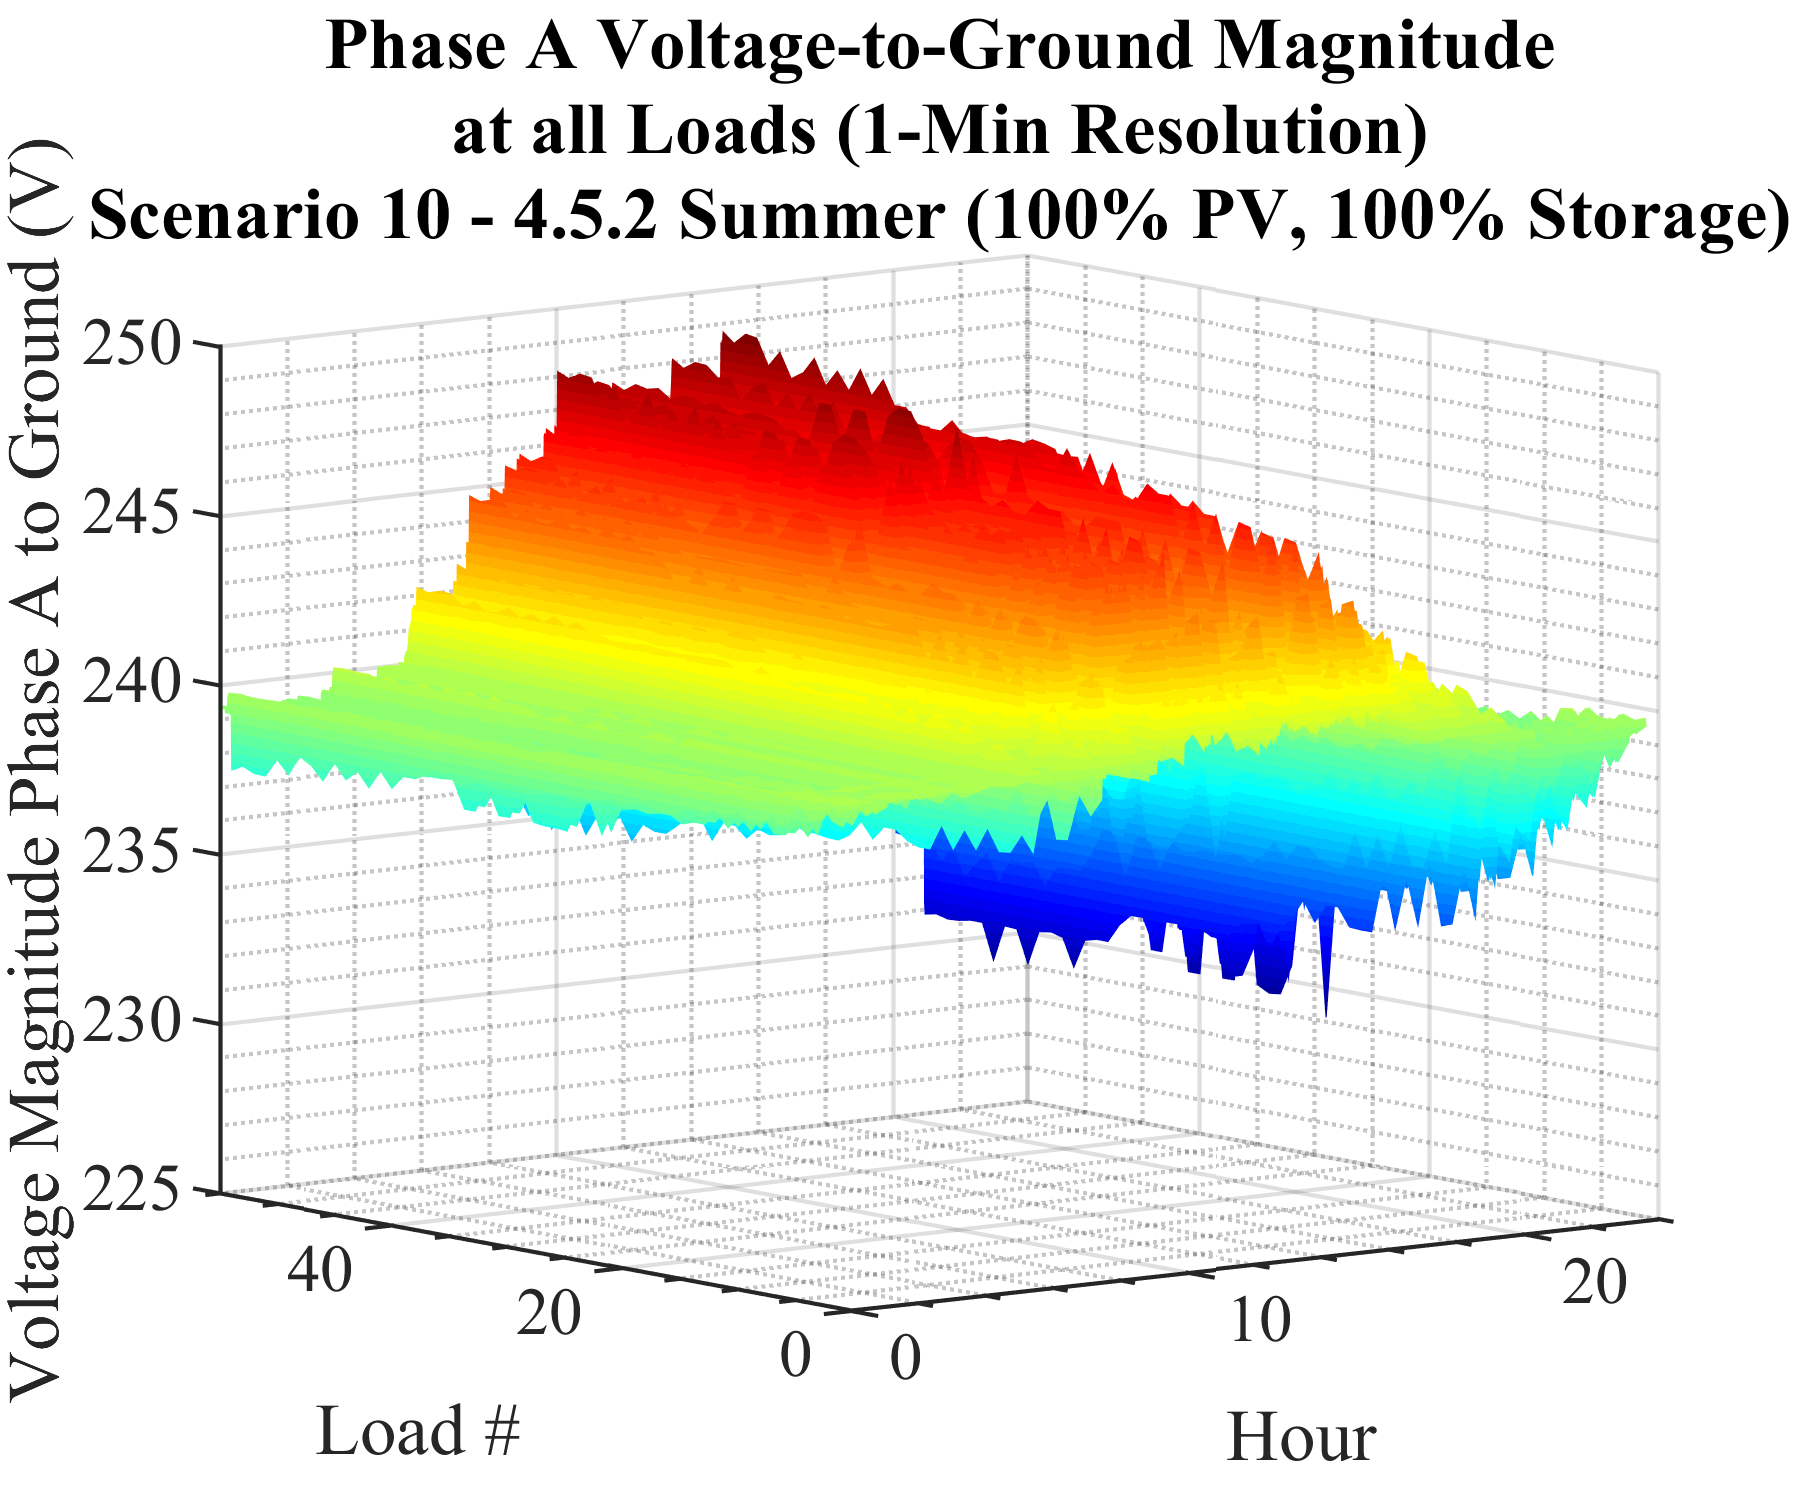 Phase A Voltage-to-Ground Magnitude
at all Loads (1-Min Resolution)
Scenario 10 - 4.5.2 Summer (100% PV, 100% Storage)
Voltage Magnitude Phase A to Ground (V)
250
245
240
235
230
225
40
20
0
0
10
20
Load #
Hour